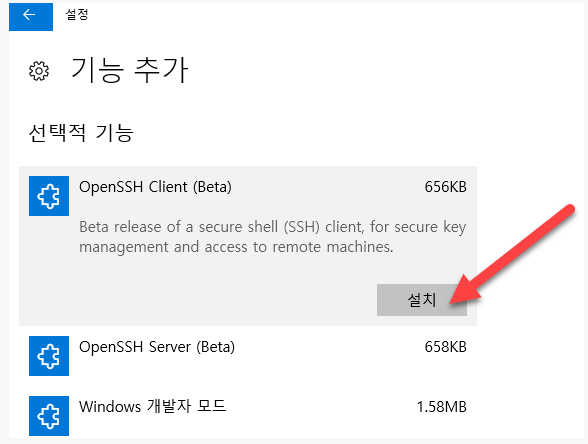 설정
기능 추가
선택적 기능
OpenSSH Client (Beta) 656KB
Beta release of a secure shell (SSH) client, for secure key
management and access to remote machines.
설치
OpenSSH Server (Beta) 658KB
Windows 개발자 모드 1.58MB